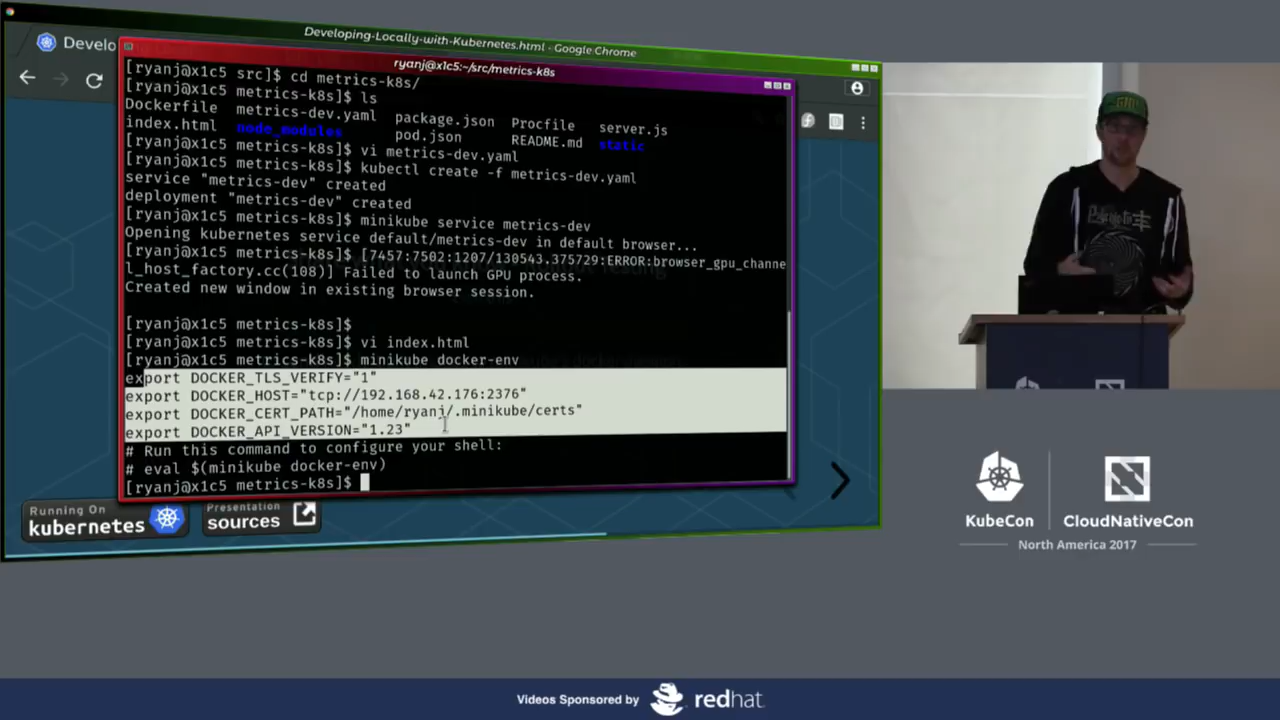 Developing-Locally-with-Kubernetes.html - Google Chrome
Develo
ryanj@x1c5:~/src/metrics-k8s
[ryanj@x1c5 src]$ cd metrics-k8s/
[ryanj@x1c5 metrics-k8s]$ ls
Dockerfile metrics-dev.yaml package.json Procfile server.js
index.html node_modules pod.json README.md static
[ryanj@x1c5 metrics-k8s]$ vi metrics-dev.yaml
[ryanj@x1c5 metrics-k8s]$ kubectl create -f metrics-dev.yaml
service "metrics-dev" created
deployment "metrics-dev" created
[ryanj@x1c5 metrics-k8s]$ minikube service metrics-dev
Opening kubernetes service default/metrics-dev in default browser...
[ryanj@x1c5 metrics-k8s]$ [7457:7502:1207/130543.375729:ERROR:browser_gpu_channe
l_host_factory.cc(108)] Failed to launch GPU process.
Created new window in existing browser session.
[ryanj@x1c5 metrics-k8s]$
[ryanj@x1c5 metrics-k8s]$ vi index.html
[ryanj@x1c5 metrics-k8s]$ minikube docker-env
export DOCKER_TLS_VERIFY="1"
export DOCKER_HOST="tcp://192.168.42.176:2376"
export DOCKER_CERT_PATH="/home/ryanj/.minikube/certs"
export DOCKER_API_VERSION="1.23"
# Run this command to configure your shell:
# eval $(minikube docker-env)
[ryanj@x1c5 metrics-k8s]$
Running On
kubernetes
Presentation
sources
KubeCon
CloudNativeCon
North America 2017
Videos Sponsored by
redhat